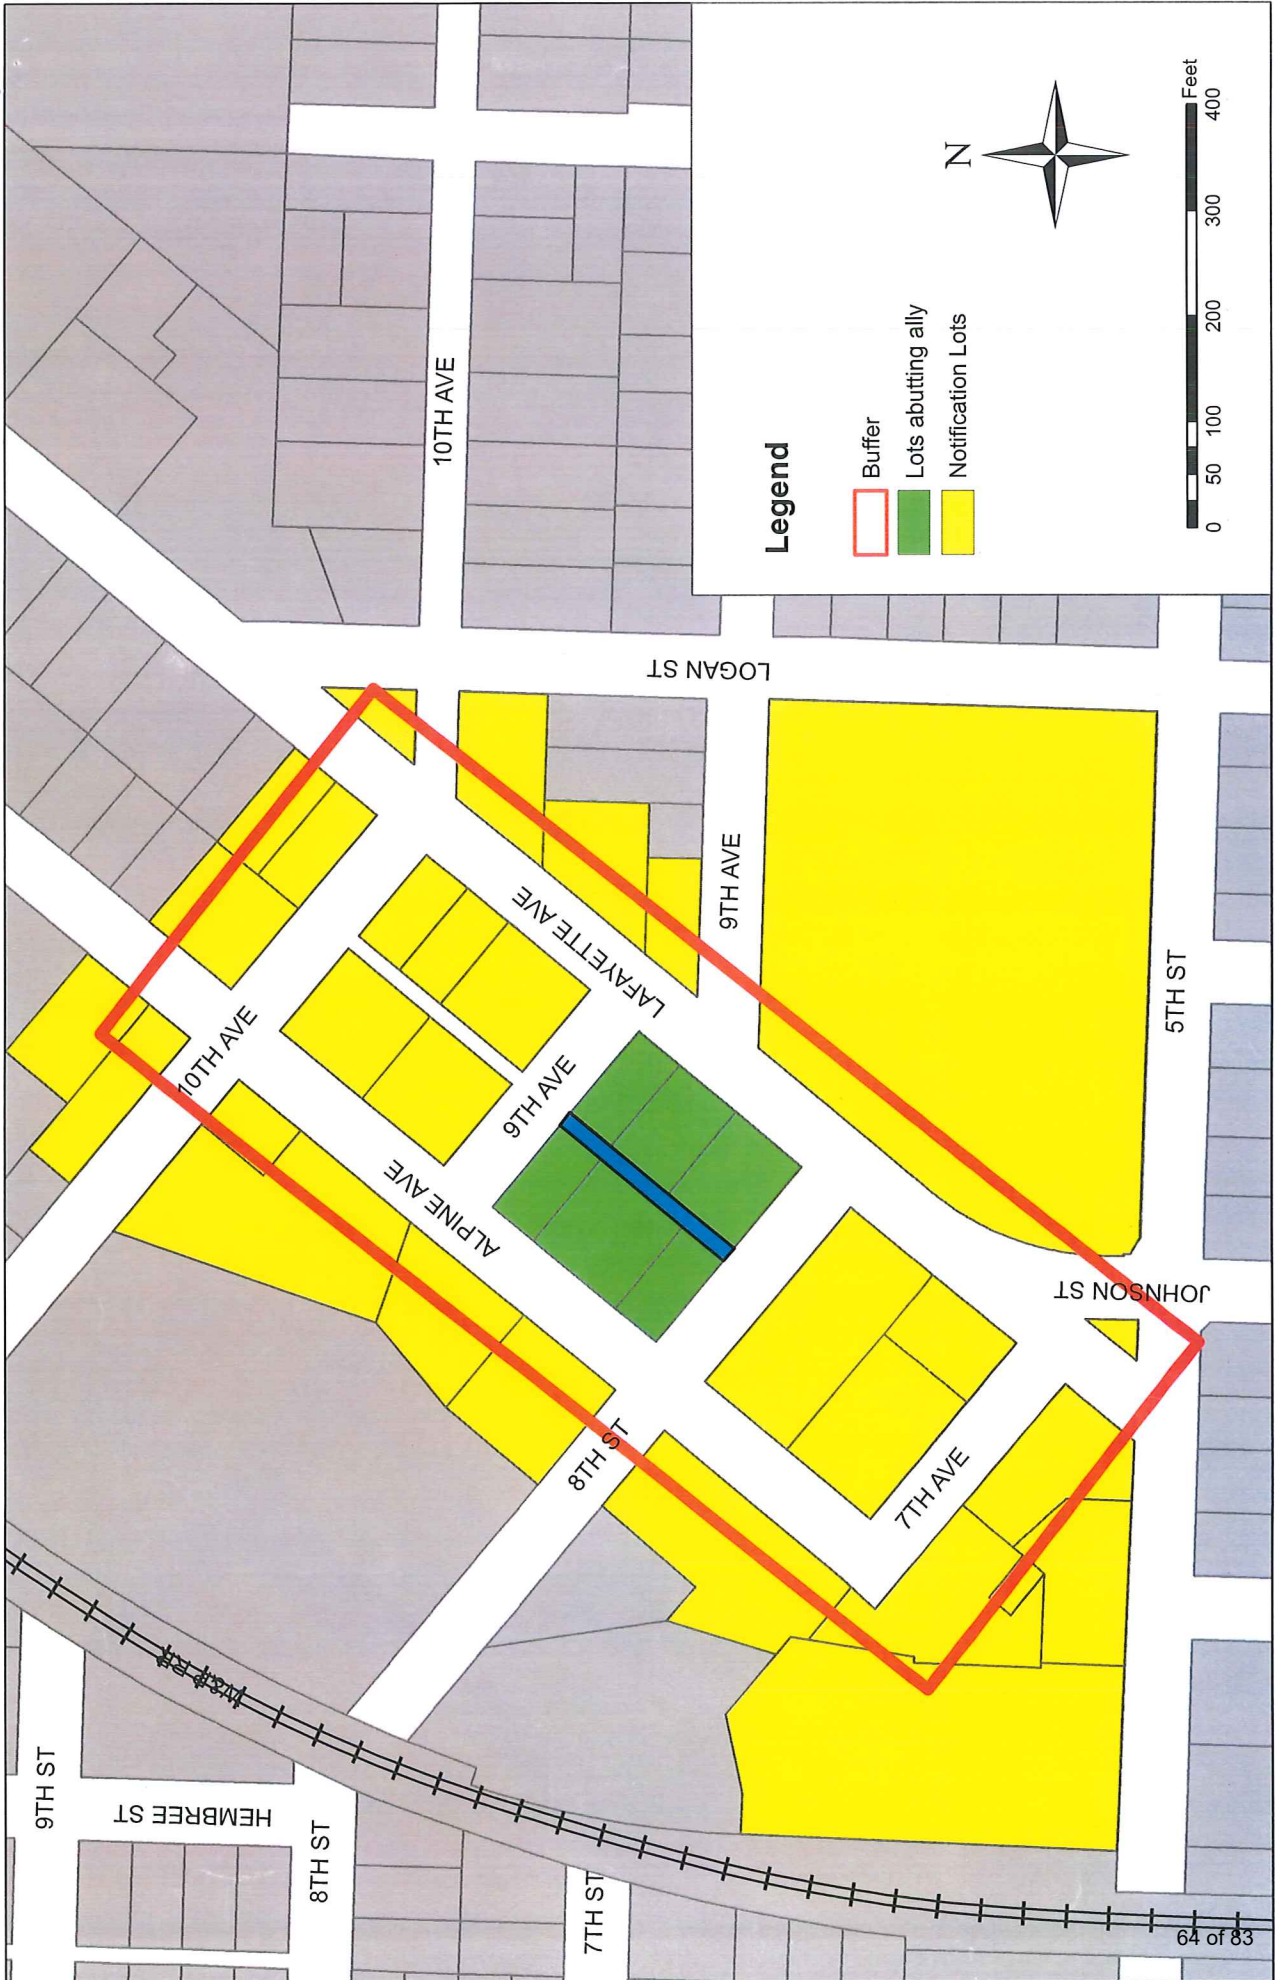 10TH AVE
LOGAN ST
9TH AVE
5TH ST
LAFAYETTE AVE
10TH AVE
9TH AVE
ALPINE AVE
JOHNSON ST
8TH ST
7TH AVE
W&P RR
9TH ST
HEMBREE ST
8TH ST
7TH ST
Legend
Buffer
Lots abutting ally
Notification Lots
N
0 50 100 200 300 400
Feet
64 of 83